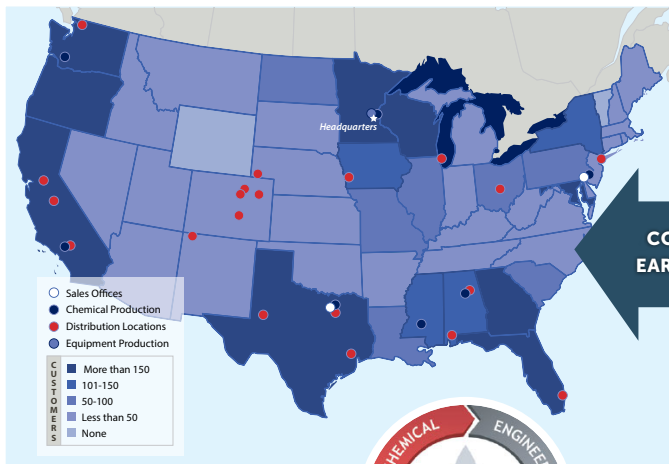 Headquarters
CO
EAR
Sales Offices
Chemical Production
Distribution Locations
Equipment Production
CUSTOMERS
More than 150
101-150
50-100
Less than 50
None
HEMICAL
ENGINEE